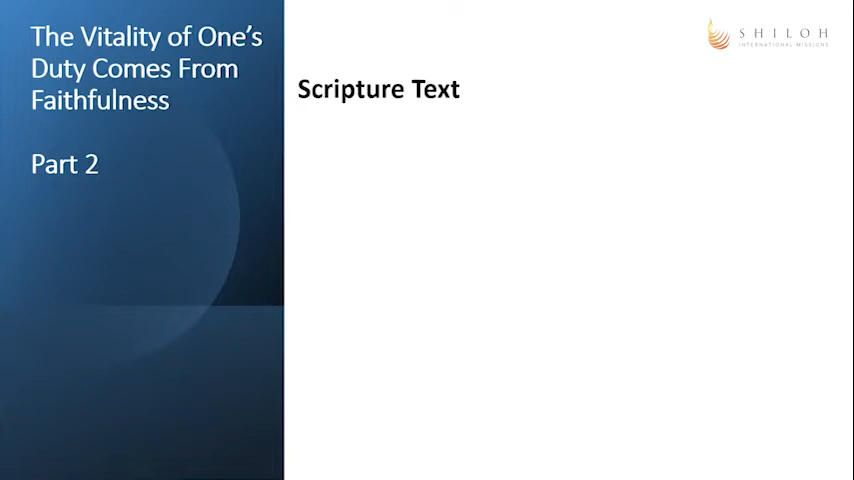 The Vitality of One's
Duty Comes From
Faithfulness
Part 2
SHILOH
INTERNATIONAL MISSIONS
Scripture Text